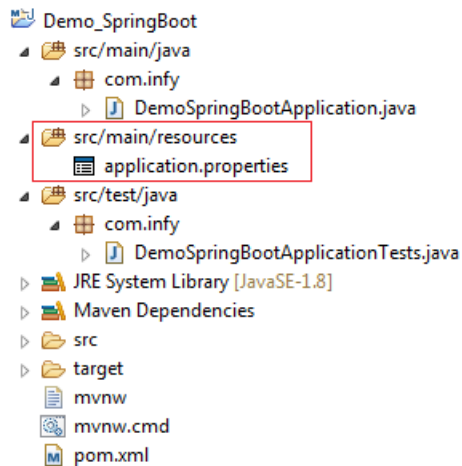 Demo_SpringBoot
src/main/java
com.infy
DemoSpringBootApplication.java
src/main/resources
application.properties
src/test/java
com.infy
DemoSpringBootApplicationTests.java
JRE System Library [JavaSE-1.8]
Maven Dependencies
src
target
mvnw
mvnw.cmd
pom.xml